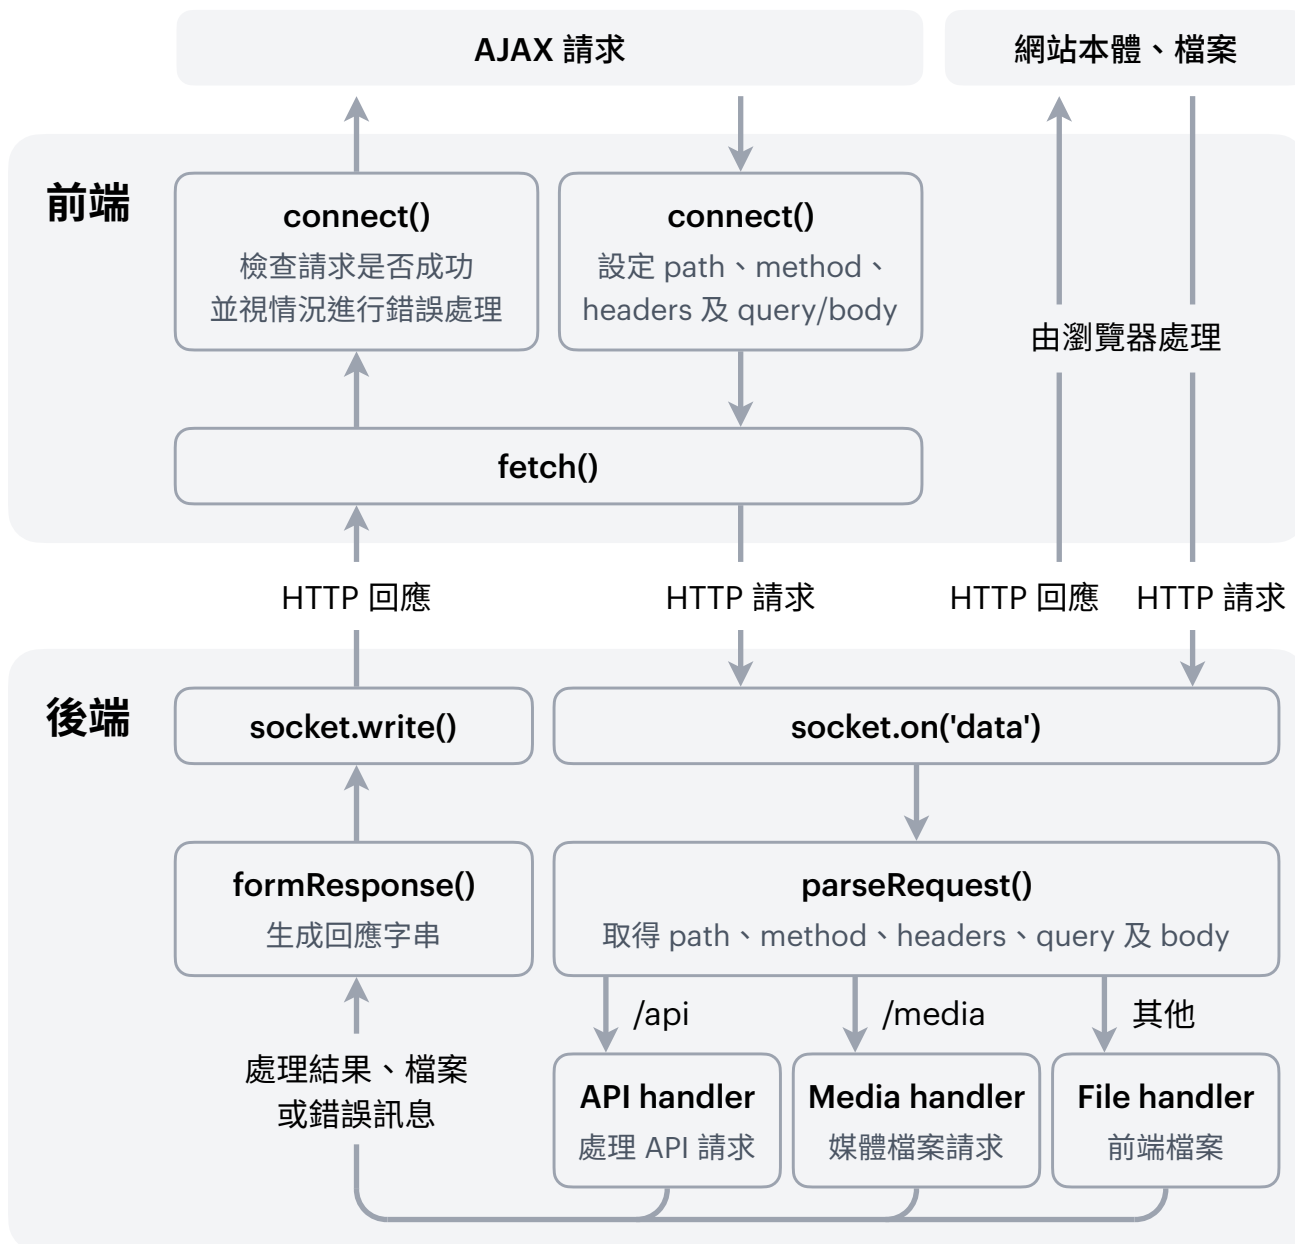 AJAX 請求
網站本體、檔案
前端
connect()
檢查請求是否成功
並視情況進行錯誤處理
connect()
設定 path、method、
headers 及 query/body
由瀏覽器處理
fetch()
HTTP 回應
HTTP 請求
HTTP 回應
HTTP 請求
後端
socket.write()
socket.on('data')
formResponse()
生成回應字串
parseRequest()
取得 path、method、headers、query 及 body
/api
/media
其他
處理結果、檔案
或錯誤訊息
API handler
處理 API 請求
Media handler
媒體檔案請求
File handler
前端檔案